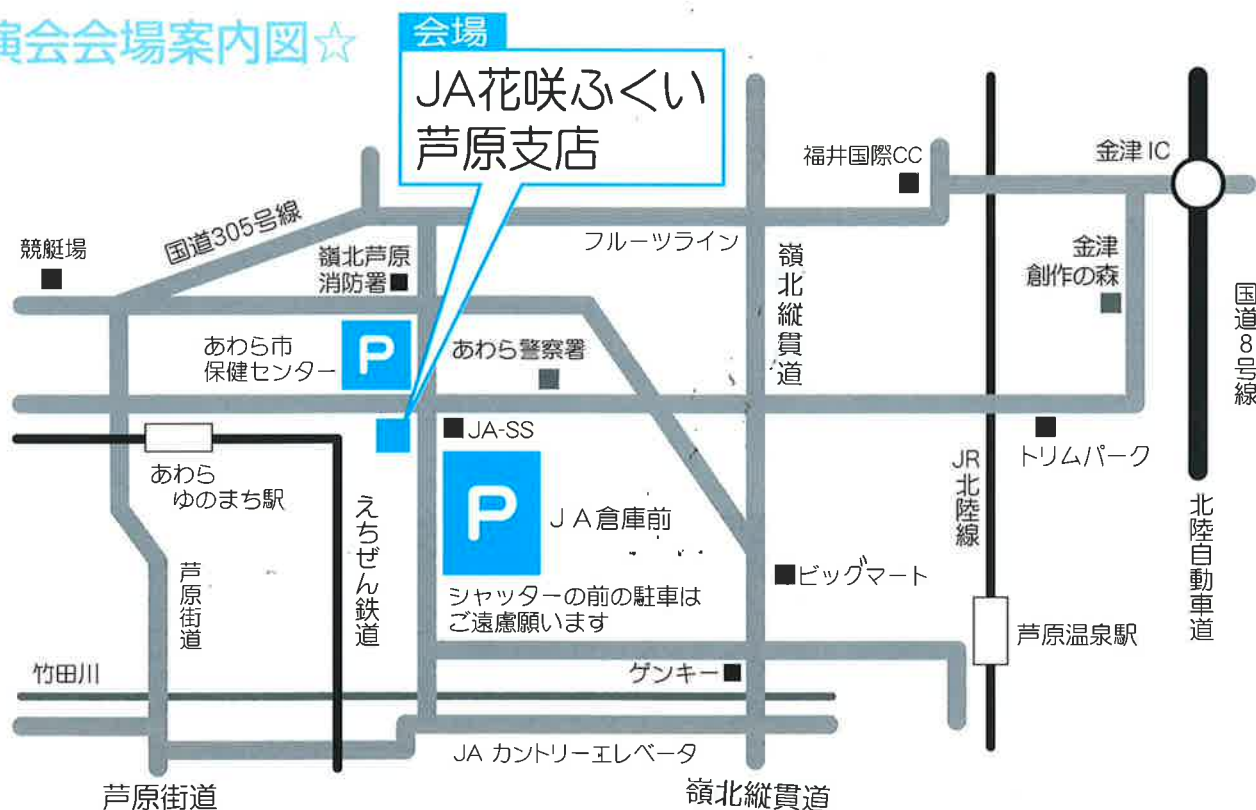 演会会場案内図☆
会場
JA花咲ふくい
芦原支店
福井国際CC
金津IC
国道305号線
フルーツライン
競艇場
嶺北芦原
消防署
嶺北縦貫道
金津
創作の森
国道8号線
あわら市
保健センター
P
あわら警察署
JA-SS
トリムパーク
あわら
ゆのまち駅
P
JA倉庫前
JR北陸線
えちぜん鉄道
北陸自動車道
芦原街道
ビッグマート
シャッターの前の駐車は
ご遠慮願います
芦原温泉駅
竹田川
ゲンキー
JA カントリーエレベータ
芦原街道
嶺北縦貫道